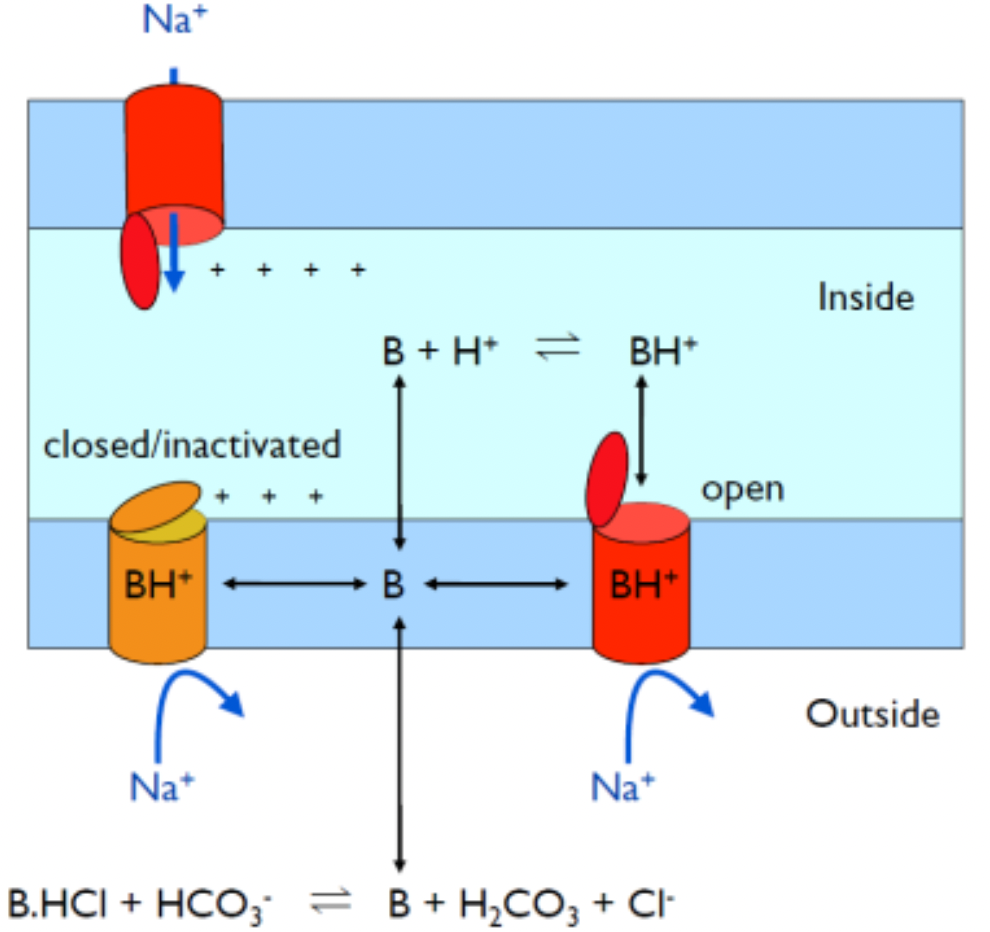 Na⁺
+ + + +
Inside
B + H⁺ ⇌ BH⁺
closed/inactivated
+ + +
open
BH⁺ B BH⁺
Outside
Na⁺ Na⁺
B.HCl + HCO₃⁻ ⇌ B + H₂CO₃ + Cl⁻